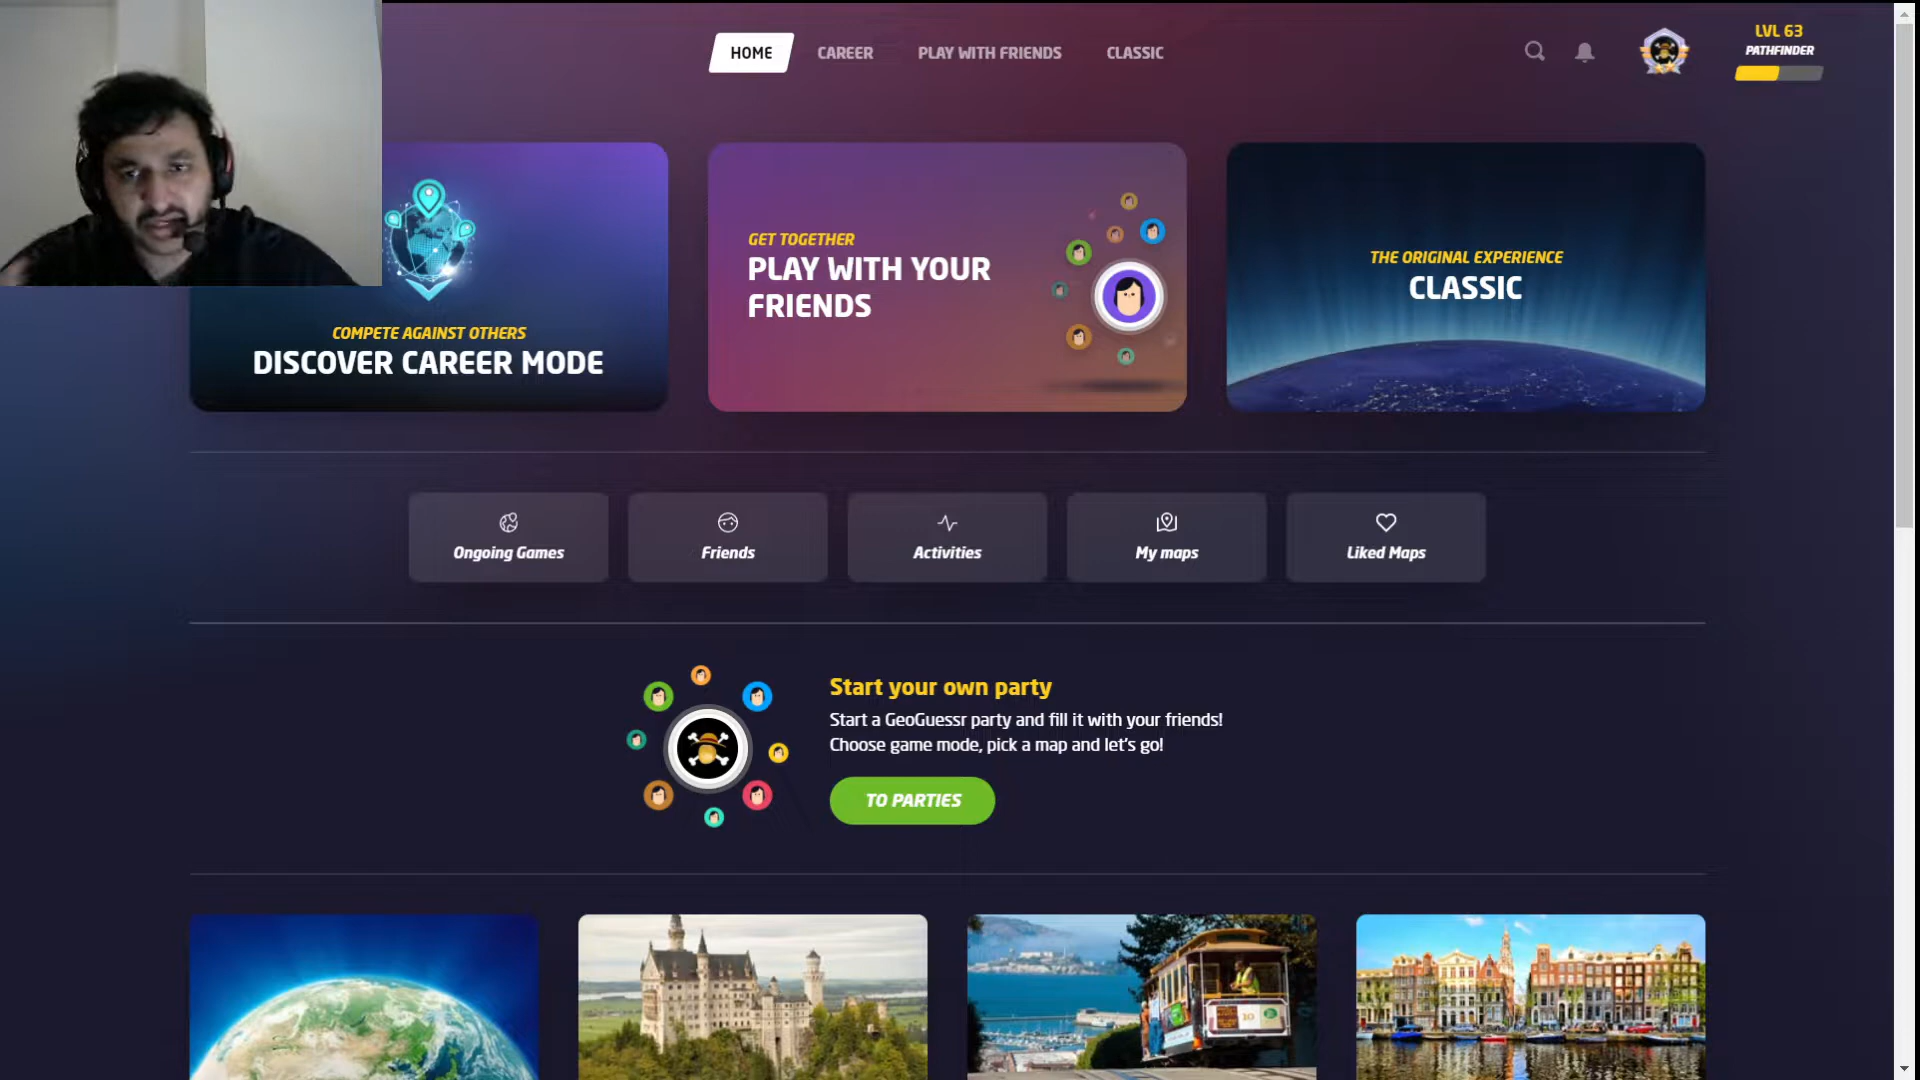 HOME
CAREER
PLAY WITH FRIENDS
CLASSIC
LVL 63
PATHFINDER
COMPETE AGAINST OTHERS
DISCOVER CAREER MODE
GET TOGETHER
PLAY WITH YOUR
FRIENDS
THE ORIGINAL EXPERIENCE
CLASSIC
Ongoing Games
Friends
Activities
My maps
Liked Maps
Start your own party
Start a GeoGuessr party and fill it with your friends!
Choose game mode, pick a map and let's go!
TO PARTIES